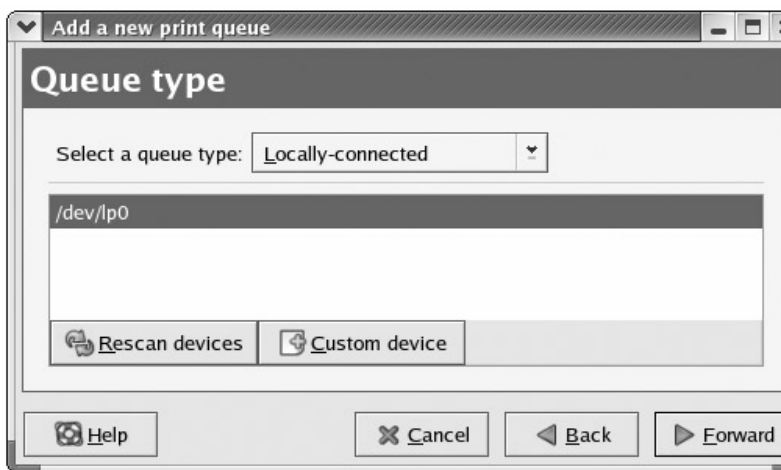 Add a new print queue
Queue type
Select a queue type: Locally-connected
/dev/lp0
Rescan devices Custom device
Help Cancel Back Forward